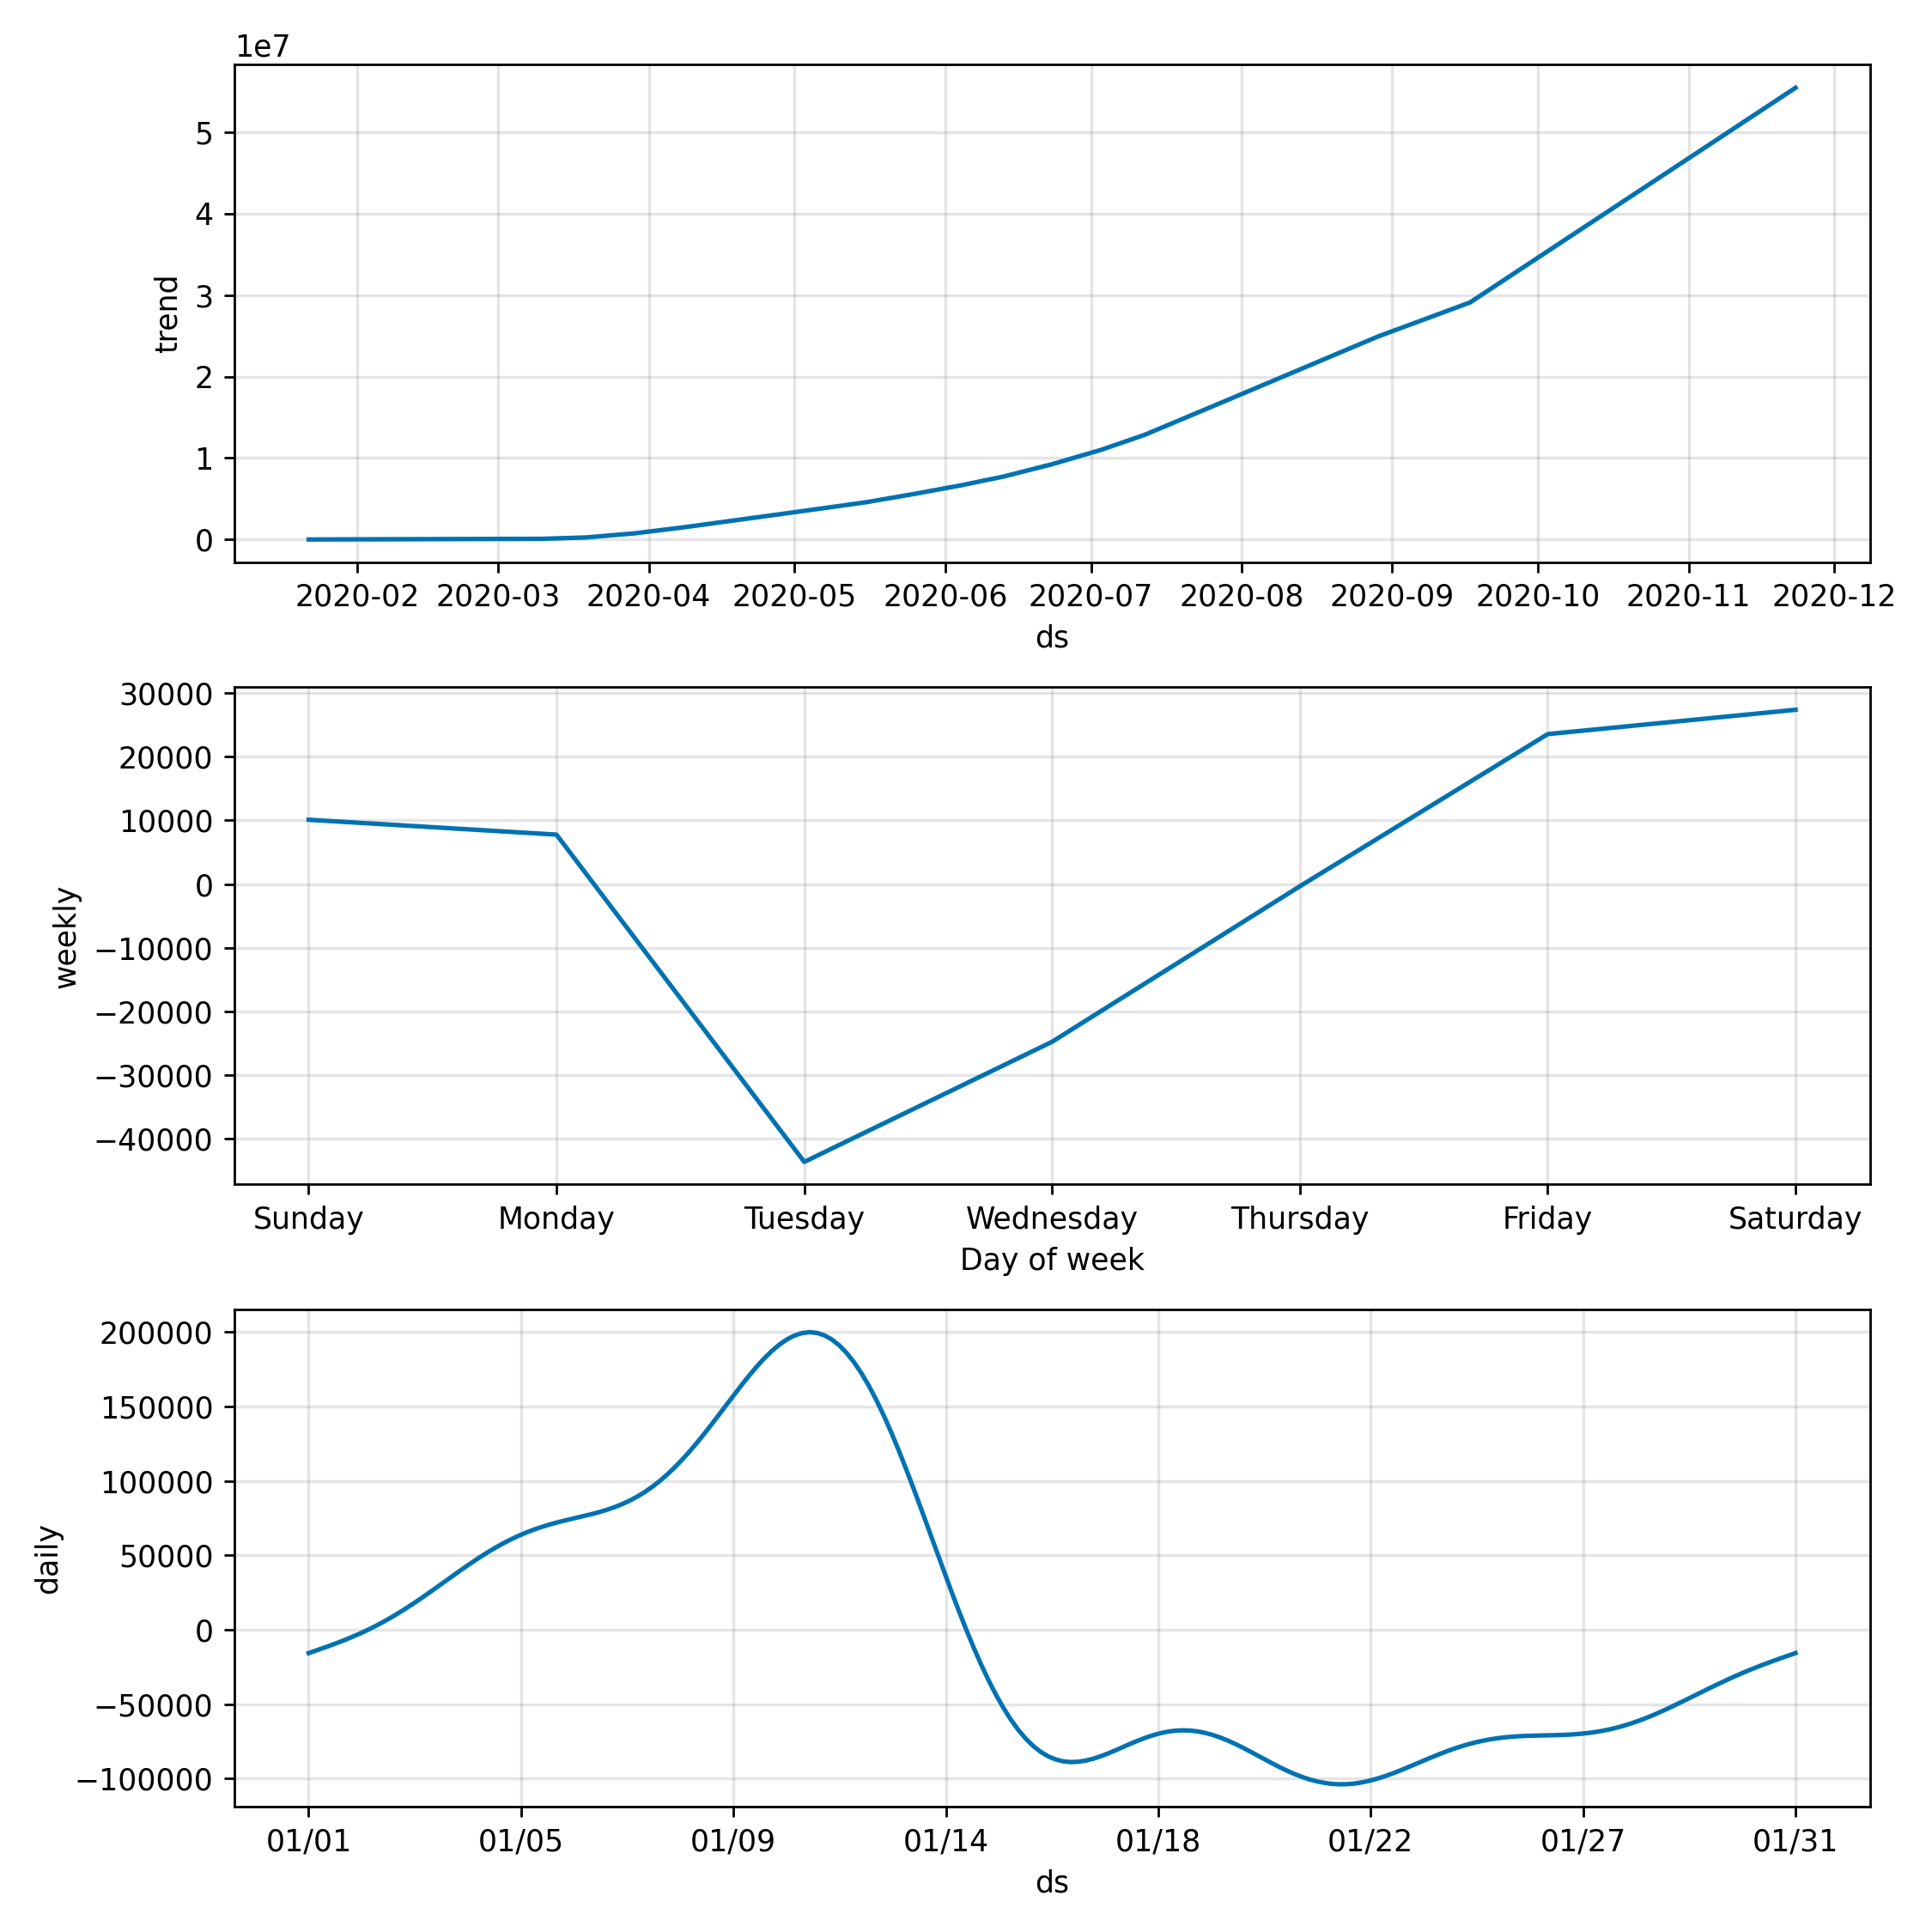 1e7
5
4
3
2
1
0
trend
2020-02 2020-03 2020-04 2020-05 2020-06 2020-07 2020-08 2020-09 2020-10 2020-11 2020-12
ds
30000
20000
10000
0
−10000
−20000
−30000
−40000
weekly
Sunday Monday Tuesday Wednesday Thursday Friday Saturday
Day of week
200000
150000
100000
50000
0
−50000
−100000
daily
01/01 01/05 01/09 01/14 01/18 01/22 01/27 01/31
ds